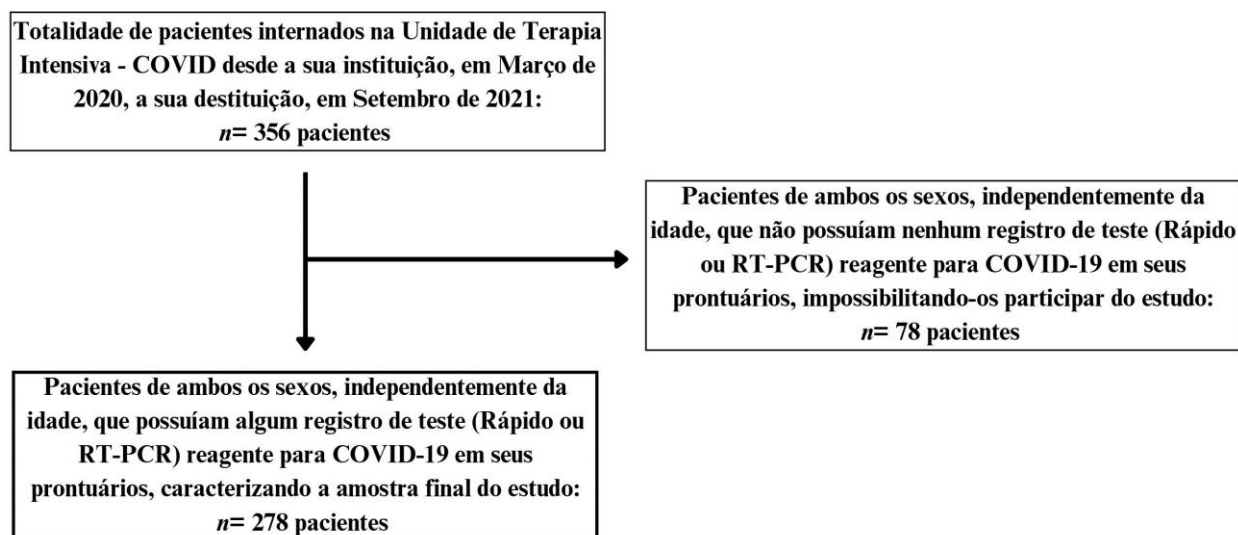 Totalidade de pacientes internados na Unidade de Terapia
Intensiva - COVID desde a sua instituição, em Março de
2020, a sua destituição, em Setembro de 2021:
n= 356 pacientes
Pacientes de ambos os sexos, independentemente da
idade, que não possuíam nenhum registro de teste (Rápido
ou RT-PCR) reagente para COVID-19 em seus
prontuários, impossibilitando-os participar do estudo:
n= 78 pacientes
Pacientes de ambos os sexos, independentemente da
idade, que possuíam algum registro de teste (Rápido ou
RT-PCR) reagente para COVID-19 em seus
prontuários, caracterizando a amostra final do estudo:
n= 278 pacientes